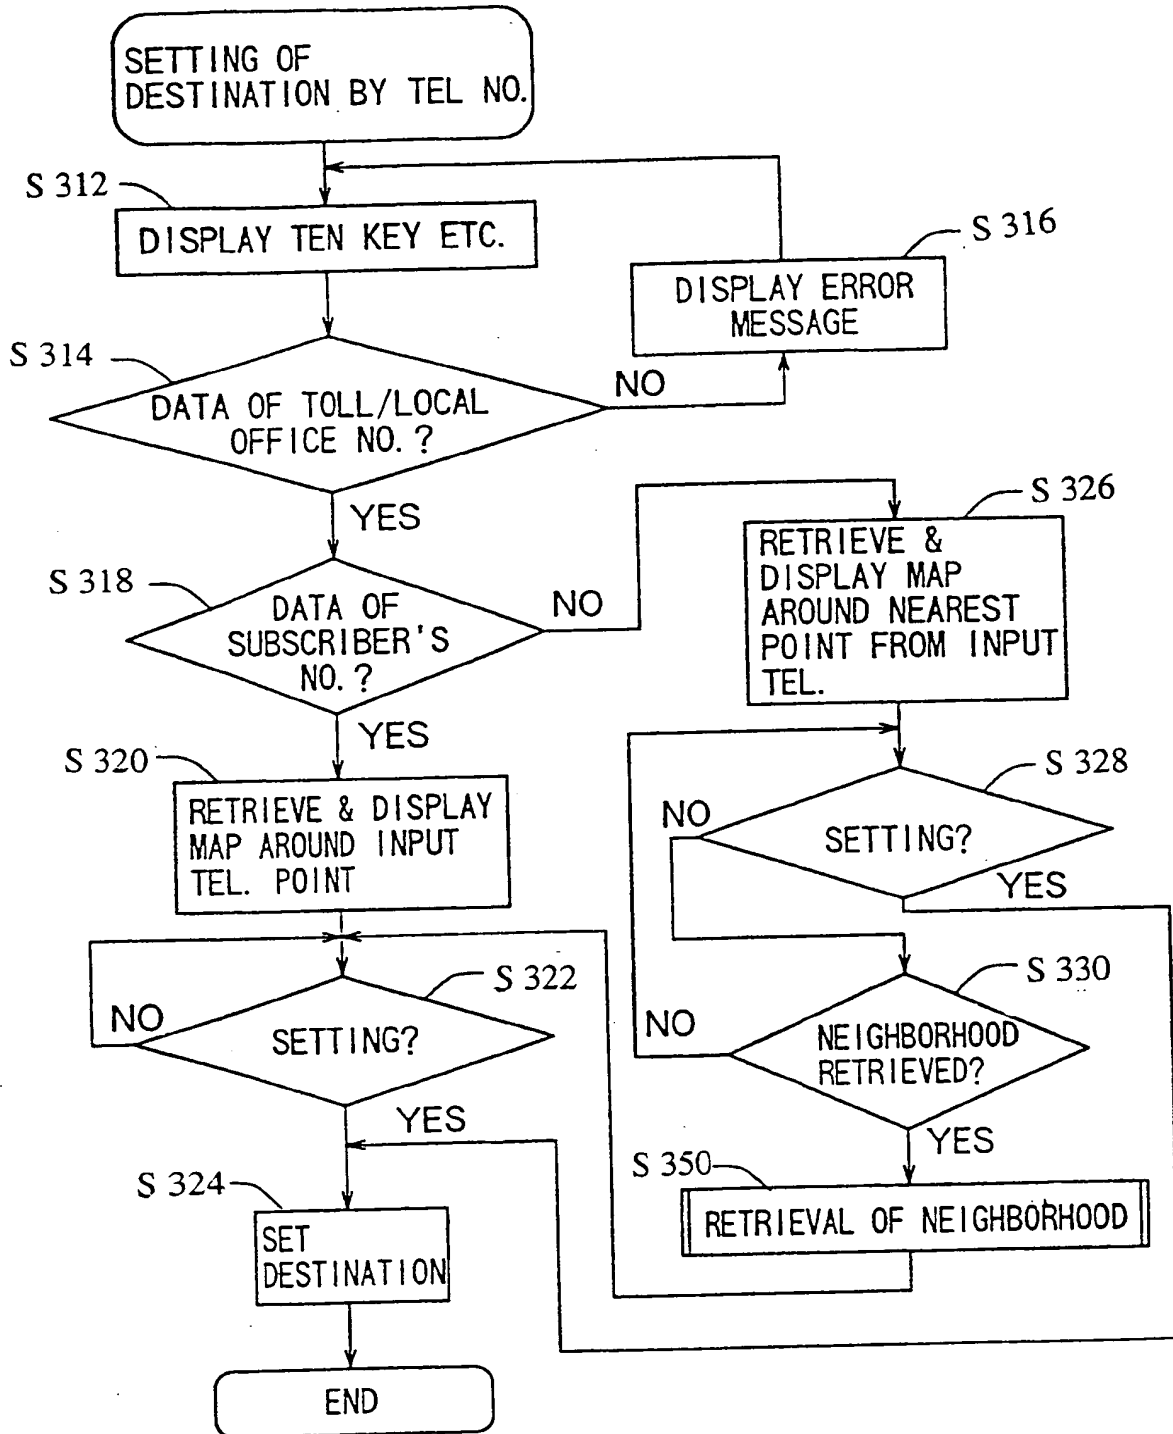 SETTING OF
DESTINATION BY TEL NO.
S 312
DISPLAY TEN KEY ETC.
S 316
DISPLAY ERROR
MESSAGE
S 314
DATA OF TOLL/LOCAL
OFFICE NO.?
NO
YES
S 318
DATA OF
SUBSCRIBER'S
NO.?
NO
YES
S 326
RETRIEVE &
DISPLAY MAP
AROUND NEAREST
POINT FROM INPUT
TEL.
S 320
RETRIEVE & DISPLAY
MAP AROUND INPUT
TEL. POINT
S 328
SETTING?
NO
YES
S 322
SETTING?
NO
YES
S 330
NEIGHBORHOOD
RETRIEVED?
NO
YES
S 350
RETRIEVAL OF NEIGHBORHOOD
S 324
SET
DESTINATION
END